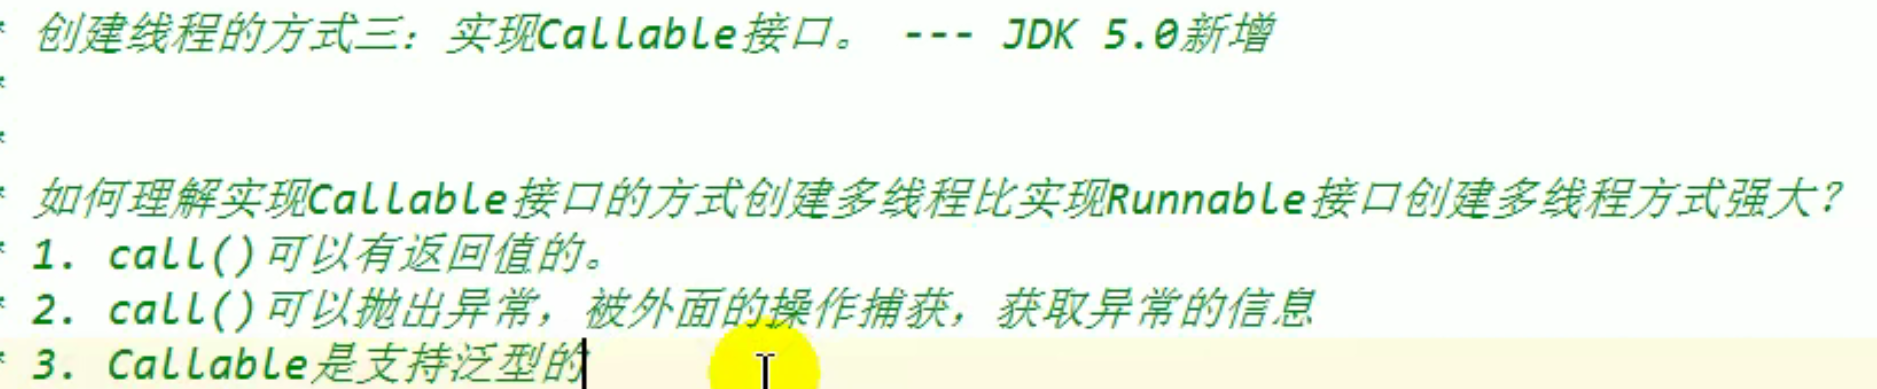 * 创建线程的方式三：实现Callable接口。 --- JDK 5.0新增
*
*
* 如何理解实现Callable接口的方式创建多线程比实现Runnable接口创建多线程方式强大？
* 1. call()可以有返回值的。
* 2. call()可以抛出异常，被外面的操作捕获，获取异常的信息
* 3. Callable是支持泛型的